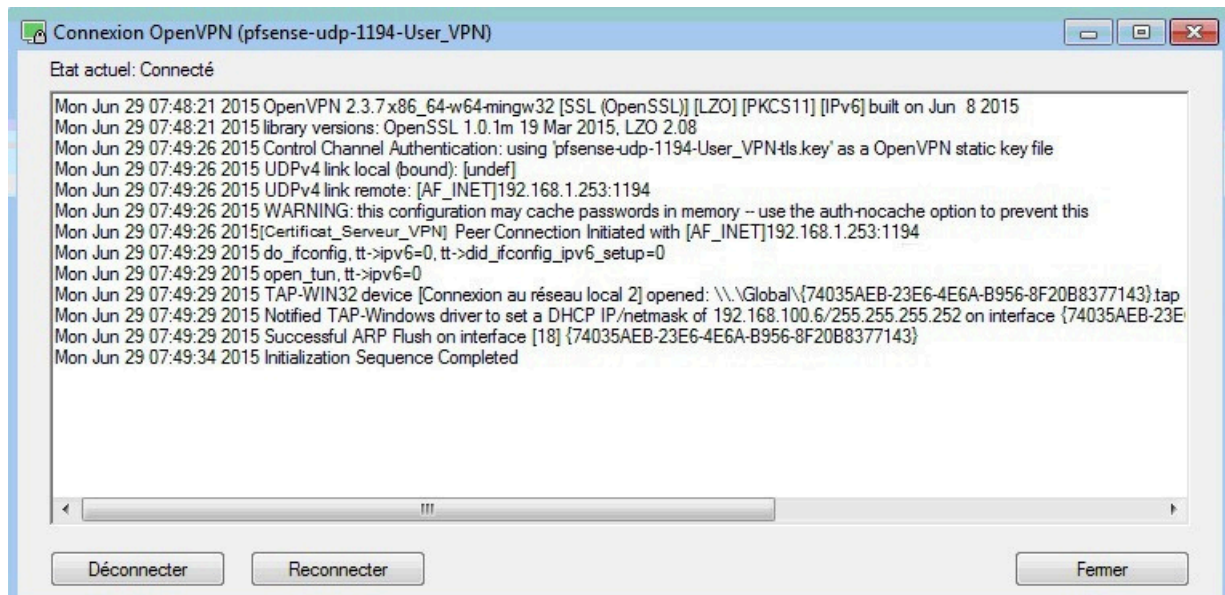 Connexion OpenVPN (pfsense-udp-1194-User_VPN)
Etat actuel: Connecté
Mon Jun 29 07:48:21 2015 OpenVPN 2.3.7 x86_64-w64-mingw32 [SSL (OpenSSL)] [LZO] [PKCS11] [IPv6] built on Jun 8 2015
Mon Jun 29 07:48:21 2015 library versions: OpenSSL 1.0.1m 19 Mar 2015, LZO 2.08
Mon Jun 29 07:49:26 2015 Control Channel Authentication: using 'pfsense-udp-1194-User_VPN-tls.key' as a OpenVPN static key file
Mon Jun 29 07:49:26 2015 UDPv4 link local (bound): [undef]
Mon Jun 29 07:49:26 2015 UDPv4 link remote: [AF_INET]192.168.1.253:1194
Mon Jun 29 07:49:26 2015 WARNING: this configuration may cache passwords in memory -- use the auth-nocache option to prevent this
Mon Jun 29 07:49:26 2015[Certificat_Serveur_VPN] Peer Connection Initiated with [AF_INET]192.168.1.253:1194
Mon Jun 29 07:49:29 2015 do_ifconfig, tt->ipv6=0, tt->did_ifconfig_ipv6_setup=0
Mon Jun 29 07:49:29 2015 open_tun, tt->ipv6=0
Mon Jun 29 07:49:29 2015 TAP-WIN32 device [Connexion au réseau local 2] opened: \\.\Global\{74035AEB-23E6-4E6A-B956-8F20B8377143}.tap
Mon Jun 29 07:49:29 2015 Notified TAP-Windows driver to set a DHCP IP/netmask of 192.168.100.6/255.255.255.252 on interface {74035AEB-23E
Mon Jun 29 07:49:29 2015 Successful ARP Flush on interface [18] {74035AEB-23E6-4E6A-B956-8F20B8377143}
Mon Jun 29 07:49:34 2015 Initialization Sequence Completed
Déconnecter Reconnecter Fermer